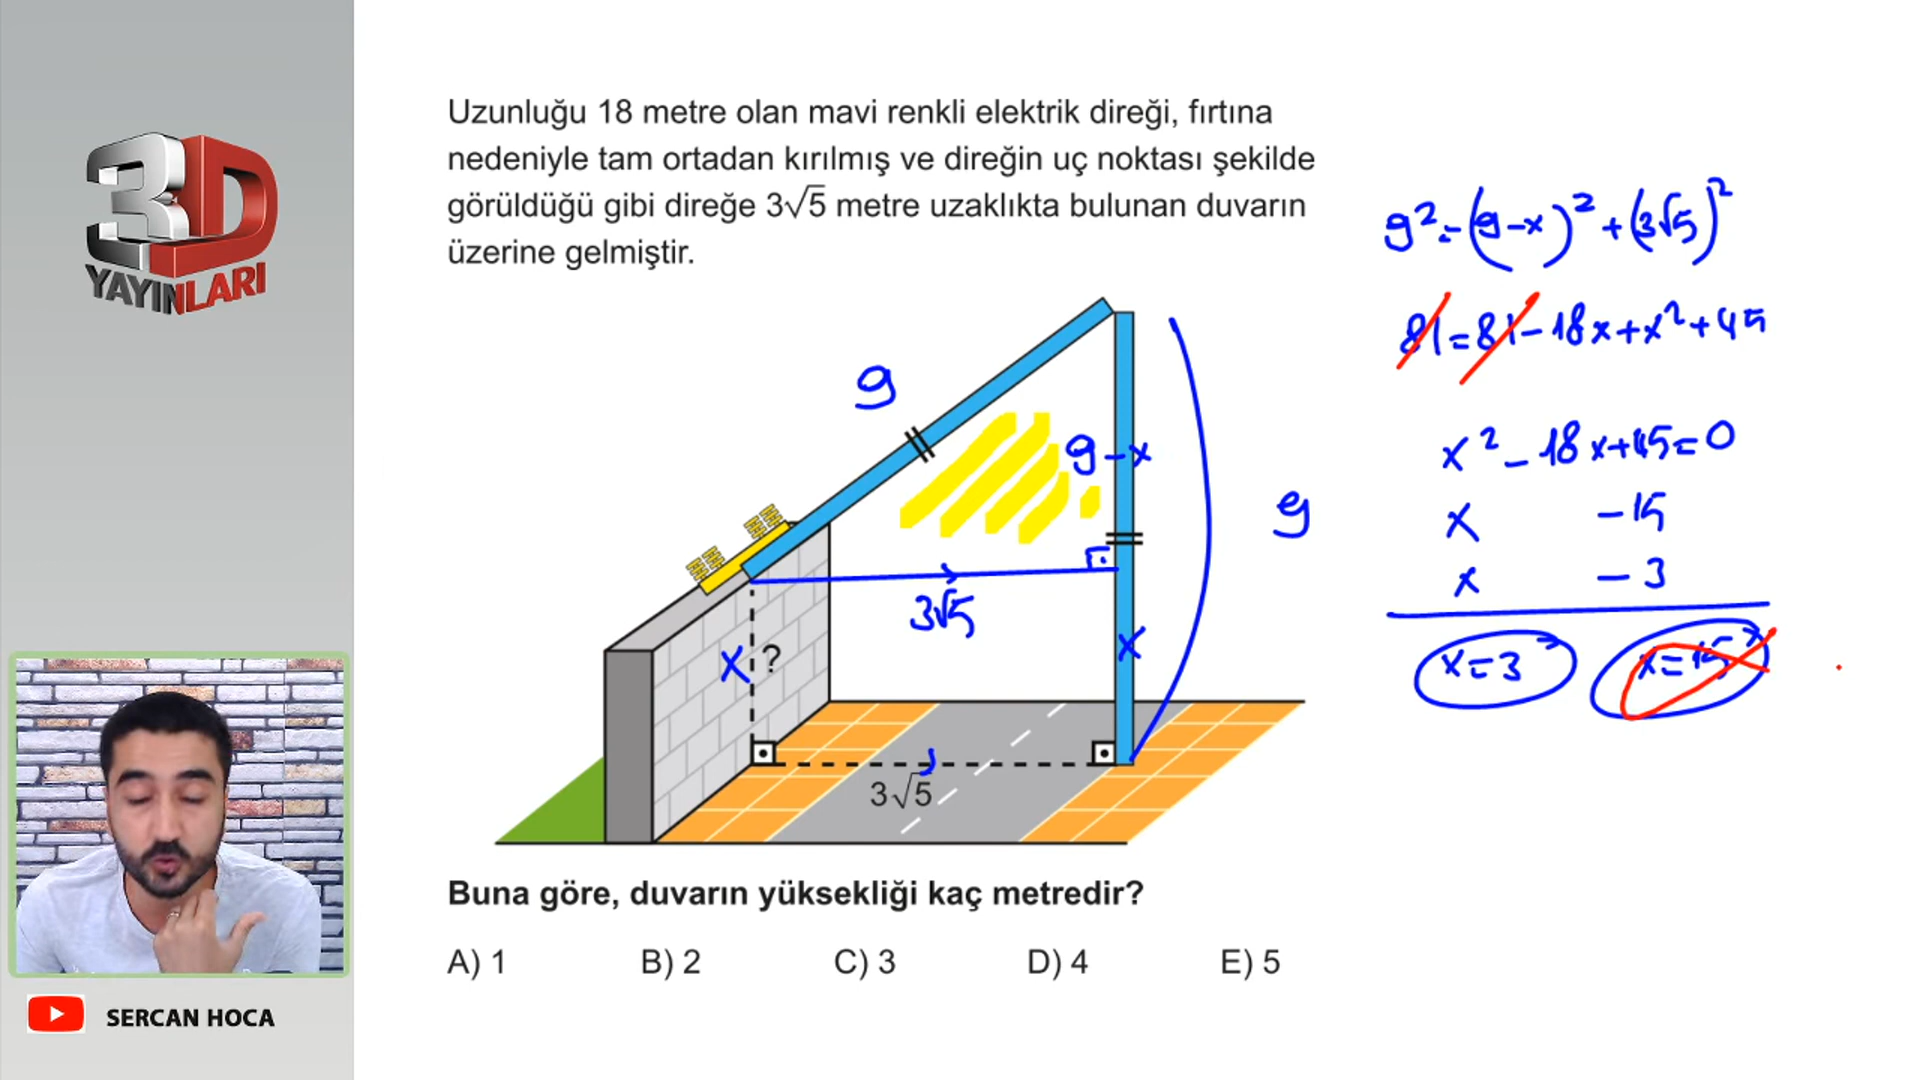 3D
YAYINLARI
Uzunluğu 18 metre olan mavi renkli elektrik direği, fırtına
nedeniyle tam ortadan kırılmış ve direğin uç noktası şekilde
görüldüğü gibi direğe 3√5 metre uzaklıkta bulunan duvarın
üzerine gelmiştir.
9
9-x
9
3√5
x ?
x
3√5
9² = (9-x)² + (3√5)²
81 = 81 - 18x + x² + 45
x² - 18x + 45 = 0
x -15
x -3
x = 3 x = 15
Buna göre, duvarın yüksekliği kaç metredir?
A) 1 B) 2 C) 3 D) 4 E) 5
SERCAN HOCA